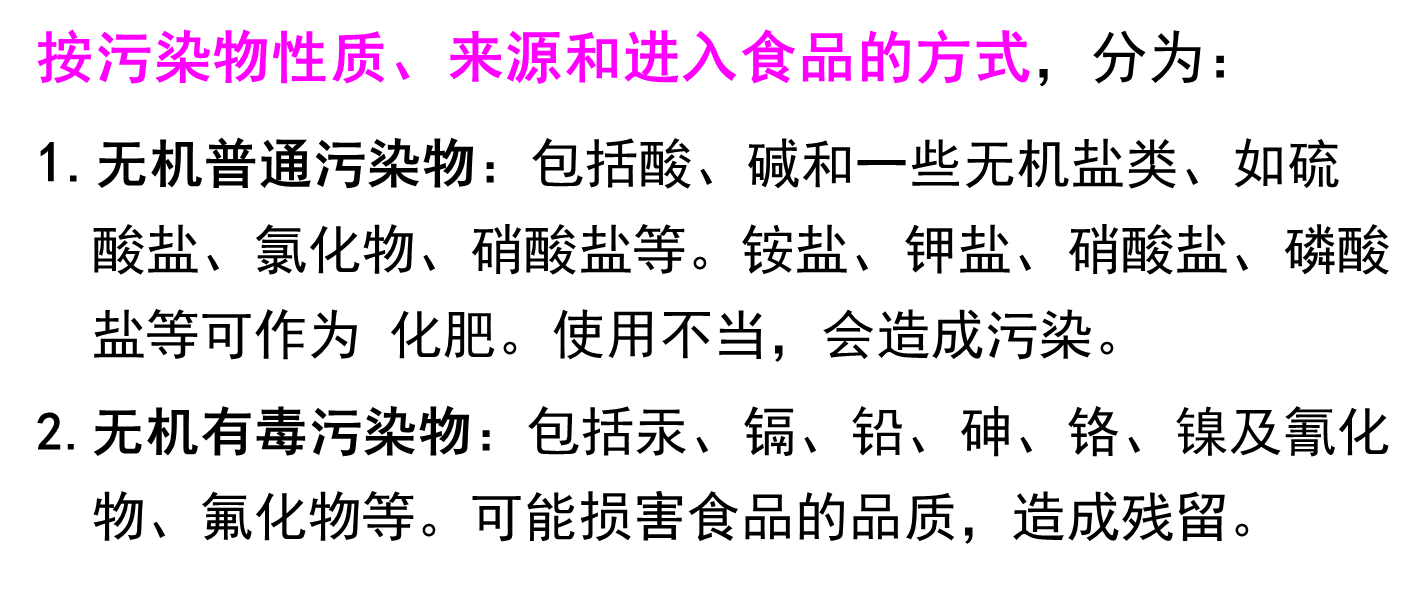 按污染物性质、来源和进入食品的方式，分为：
1. 无机普通污染物：包括酸、碱和一些无机盐类、如硫
酸盐、氯化物、硝酸盐等。铵盐、钾盐、硝酸盐、磷酸
盐等可作为 化肥。使用不当，会造成污染。
2. 无机有毒污染物：包括汞、镉、铅、砷、铬、镍及氰化
物、氟化物等。可能损害食品的品质，造成残留。